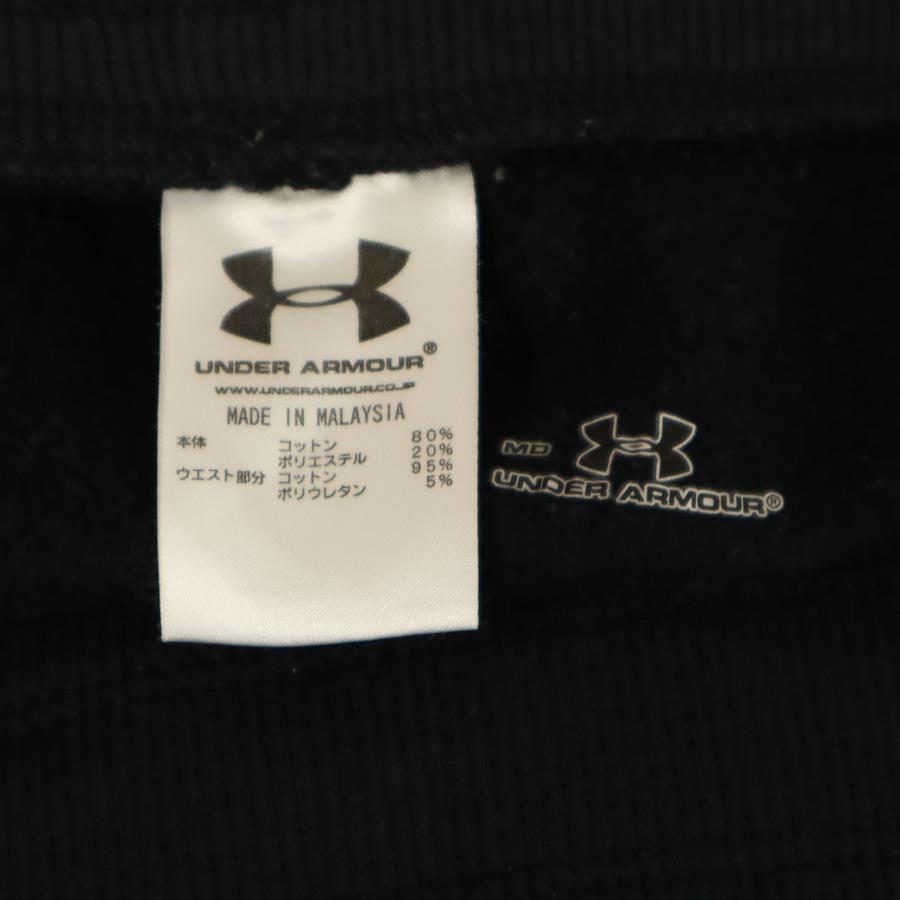 UNDER ARMOUR®
WWW.UNDERARMOUR.CO.JP
MADE IN MALAYSIA
本体 コットン 80%
ポリエステル 20%
ウエスト部分 コットン 95%
ポリウレタン 5%
MD
UNDER ARMOUR®